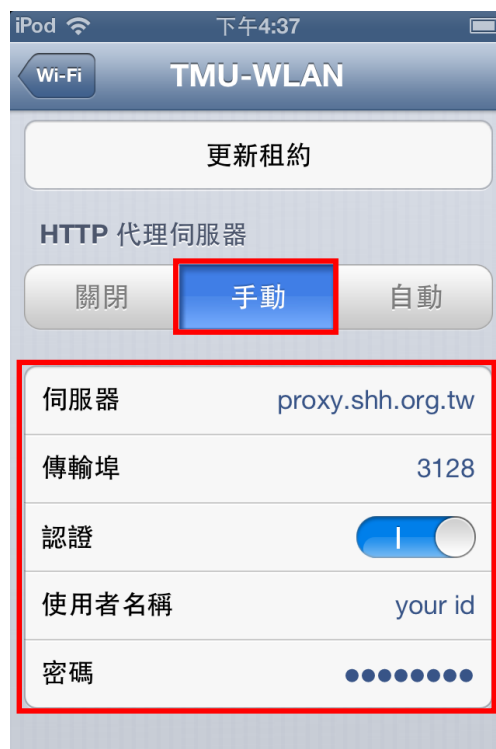 iPod 下午4:37
Wi-Fi TMU-WLAN
更新租約
HTTP 代理伺服器
關閉 手動 自動
伺服器 proxy.shh.org.tw
傳輸埠 3128
認證
使用者名稱 your id
密碼 ●●●●●●●●